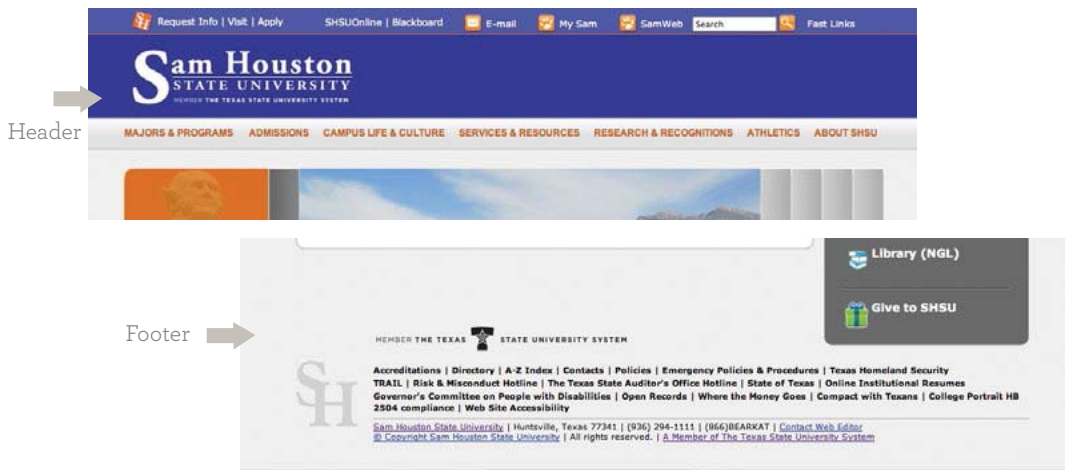 Request Info | Visit | Apply SHSUOnline | Blackboard E-mail My Sam SamWeb Search Fast Links
Sam Houston
STATE UNIVERSITY
MEMBER THE TEXAS STATE UNIVERSITY SYSTEM
Header
MAJORS & PROGRAMS ADMISSIONS CAMPUS LIFE & CULTURE SERVICES & RESOURCES RESEARCH & RECOGNITIONS ATHLETICS ABOUT SHSU
Library (NGL)
Give to SHSU
Footer
MEMBER THE TEXAS STATE UNIVERSITY SYSTEM
SH
Accreditations | Directory | A-Z Index | Contacts | Policies | Emergency Policies & Procedures | Texas Homeland Security
TRAIL | Risk & Misconduct Hotline | The Texas State Auditor's Office Hotline | State of Texas | Online Institutional Resumes
Governor's Committee on People with Disabilities | Open Records | Where the Money Goes | Compact with Texans | College Portrait HB
2504 compliance | Web Site Accessibility
Sam Houston State University | Huntsville, Texas 77341 | (936) 294-1111 | (866)BEARKAT | Contact Web Editor
© Copyright Sam Houston State University | All rights reserved. | A Member of The Texas State University System